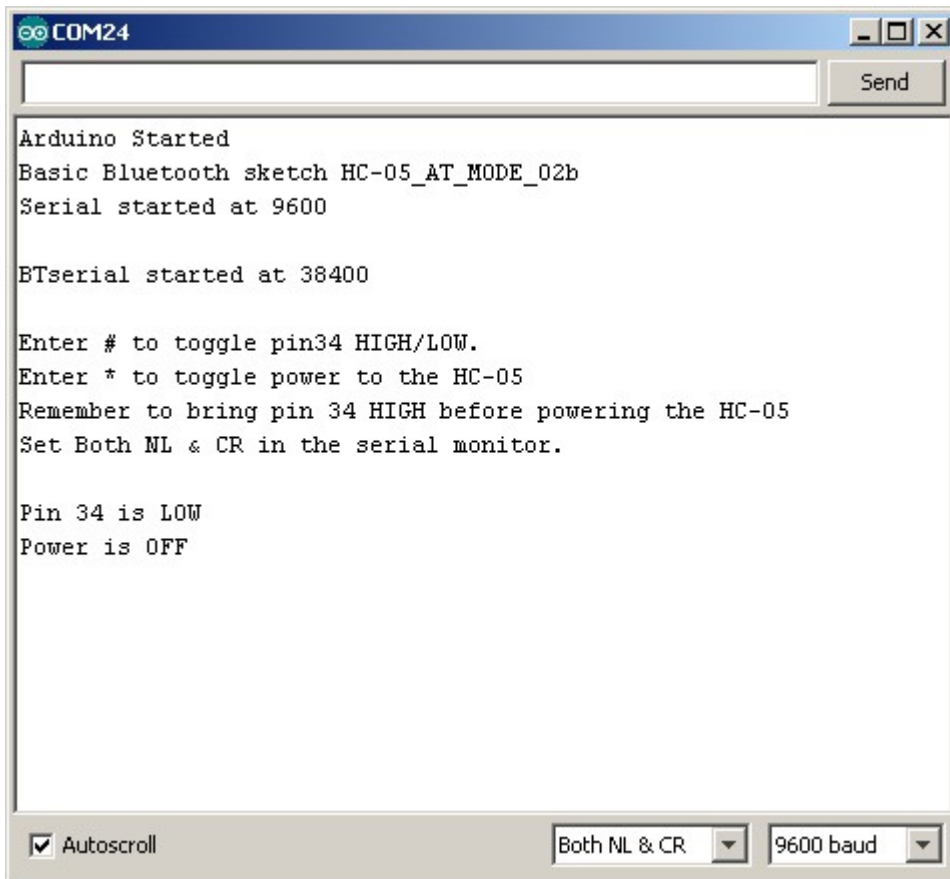 COM24
Send
Arduino Started
Basic Bluetooth sketch HC-05_AT_MODE_02b
Serial started at 9600
BTserial started at 38400
Enter # to toggle pin34 HIGH/LOW.
Enter * to toggle power to the HC-05
Remember to bring pin 34 HIGH before powering the HC-05
Set Both NL & CR in the serial monitor.
Pin 34 is LOW
Power is OFF
Autoscroll
Both NL & CR
9600 baud